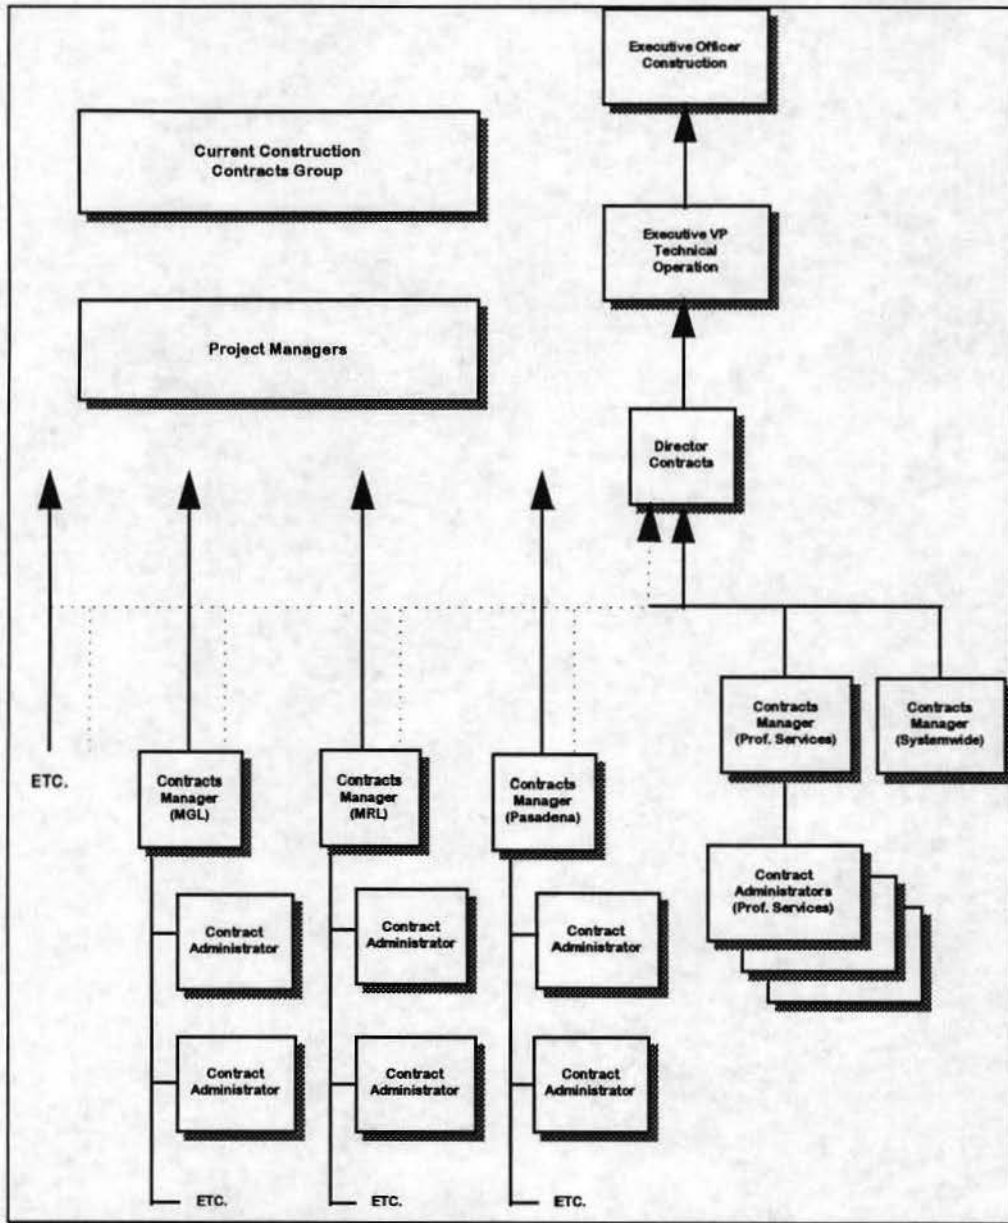 Executive Officer
Construction
Current Construction
Contracts Group
Executive VP
Technical
Operation
Project Managers
Director
Contracts
Contracts
Manager
(Prof. Services)
Contracts
Manager
(Systemwide)
ETC.
Contracts
Manager
(MGL)
Contracts
Manager
(MRL)
Contracts
Manager
(Pasadena)
Contract
Administrators
(Prof. Services)
Contract
Administrator
Contract
Administrator
Contract
Administrator
Contract
Administrator
Contract
Administrator
Contract
Administrator
ETC.
ETC.
ETC.